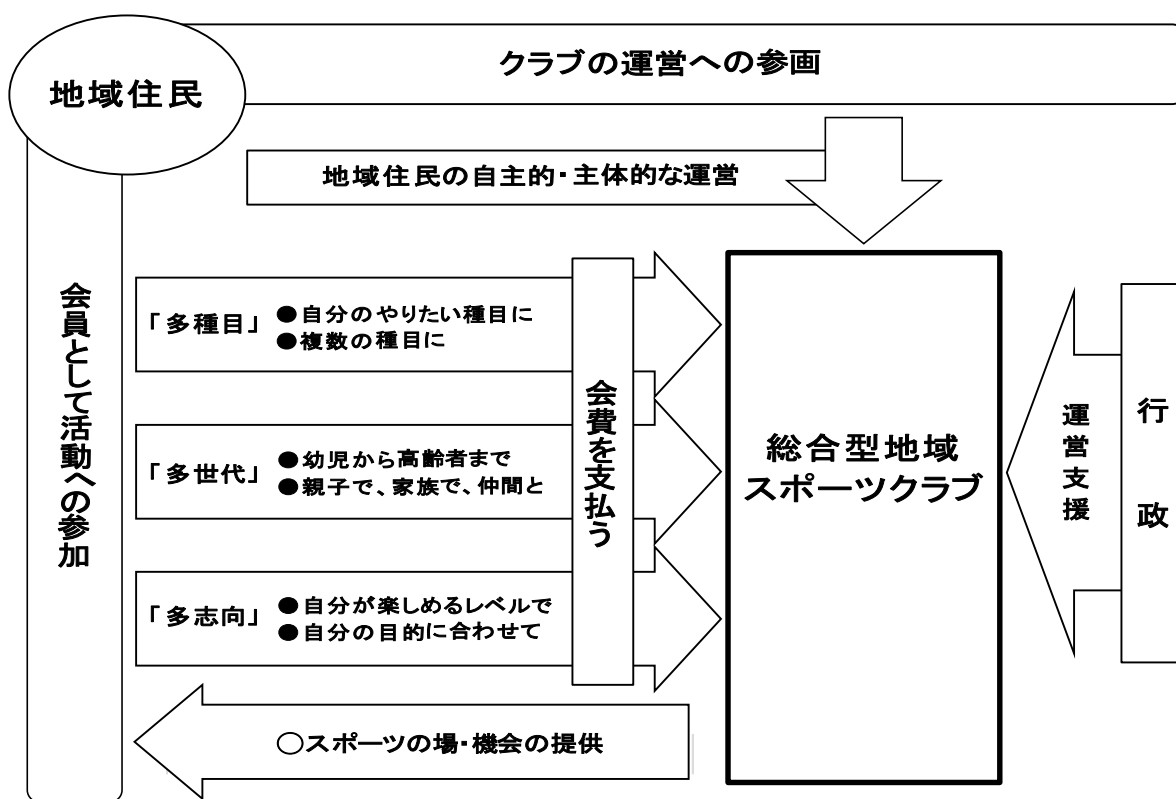 地域住民
クラブの運営への参画
地域住民の自主的・主体的な運営
会員として活動への参加
「多種目」
●自分のやりたい種目に
●複数の種目に
「多世代」
●幼児から高齢者まで
●親子で、家族で、仲間と
「多志向」
●自分が楽しめるレベルで
●自分の目的に合わせて
会費を支払う
総合型地域
スポーツクラブ
運営支援
行政
○スポーツの場・機会の提供